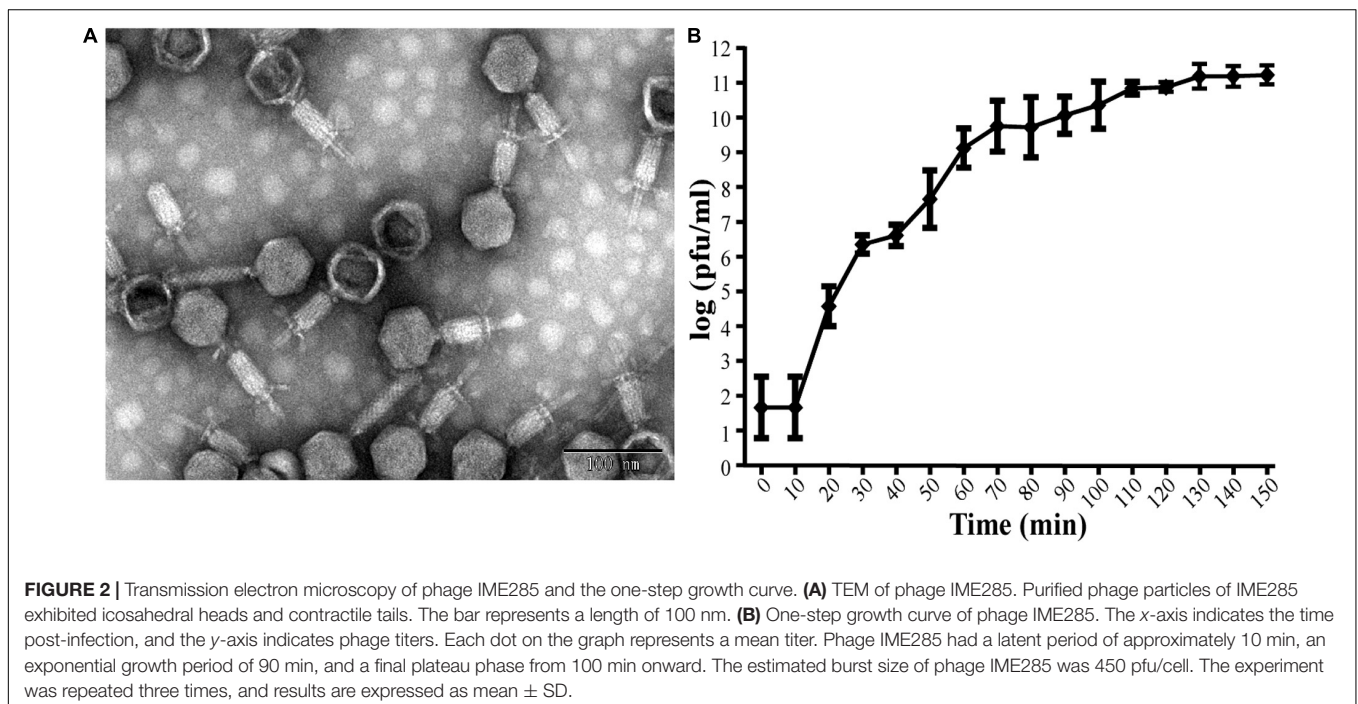 A
100 nm
B
log (pfu/ml)
12
11
10
9
8
7
6
5
4
3
2
1
0
0 10 20 30 40 50 60 70 80 90 100 110 120 130 140 150
Time (min)
FIGURE 2 | Transmission electron microscopy of phage IME285 and the one-step growth curve. (A) TEM of phage IME285. Purified phage particles of IME285
exhibited icosahedral heads and contractile tails. The bar represents a length of 100 nm. (B) One-step growth curve of phage IME285. The x-axis indicates the time
post-infection, and the y-axis indicates phage titers. Each dot on the graph represents a mean titer. Phage IME285 had a latent period of approximately 10 min, an
exponential growth period of 90 min, and a final plateau phase from 100 min onward. The estimated burst size of phage IME285 was 450 pfu/cell. The experiment
was repeated three times, and results are expressed as mean ± SD.